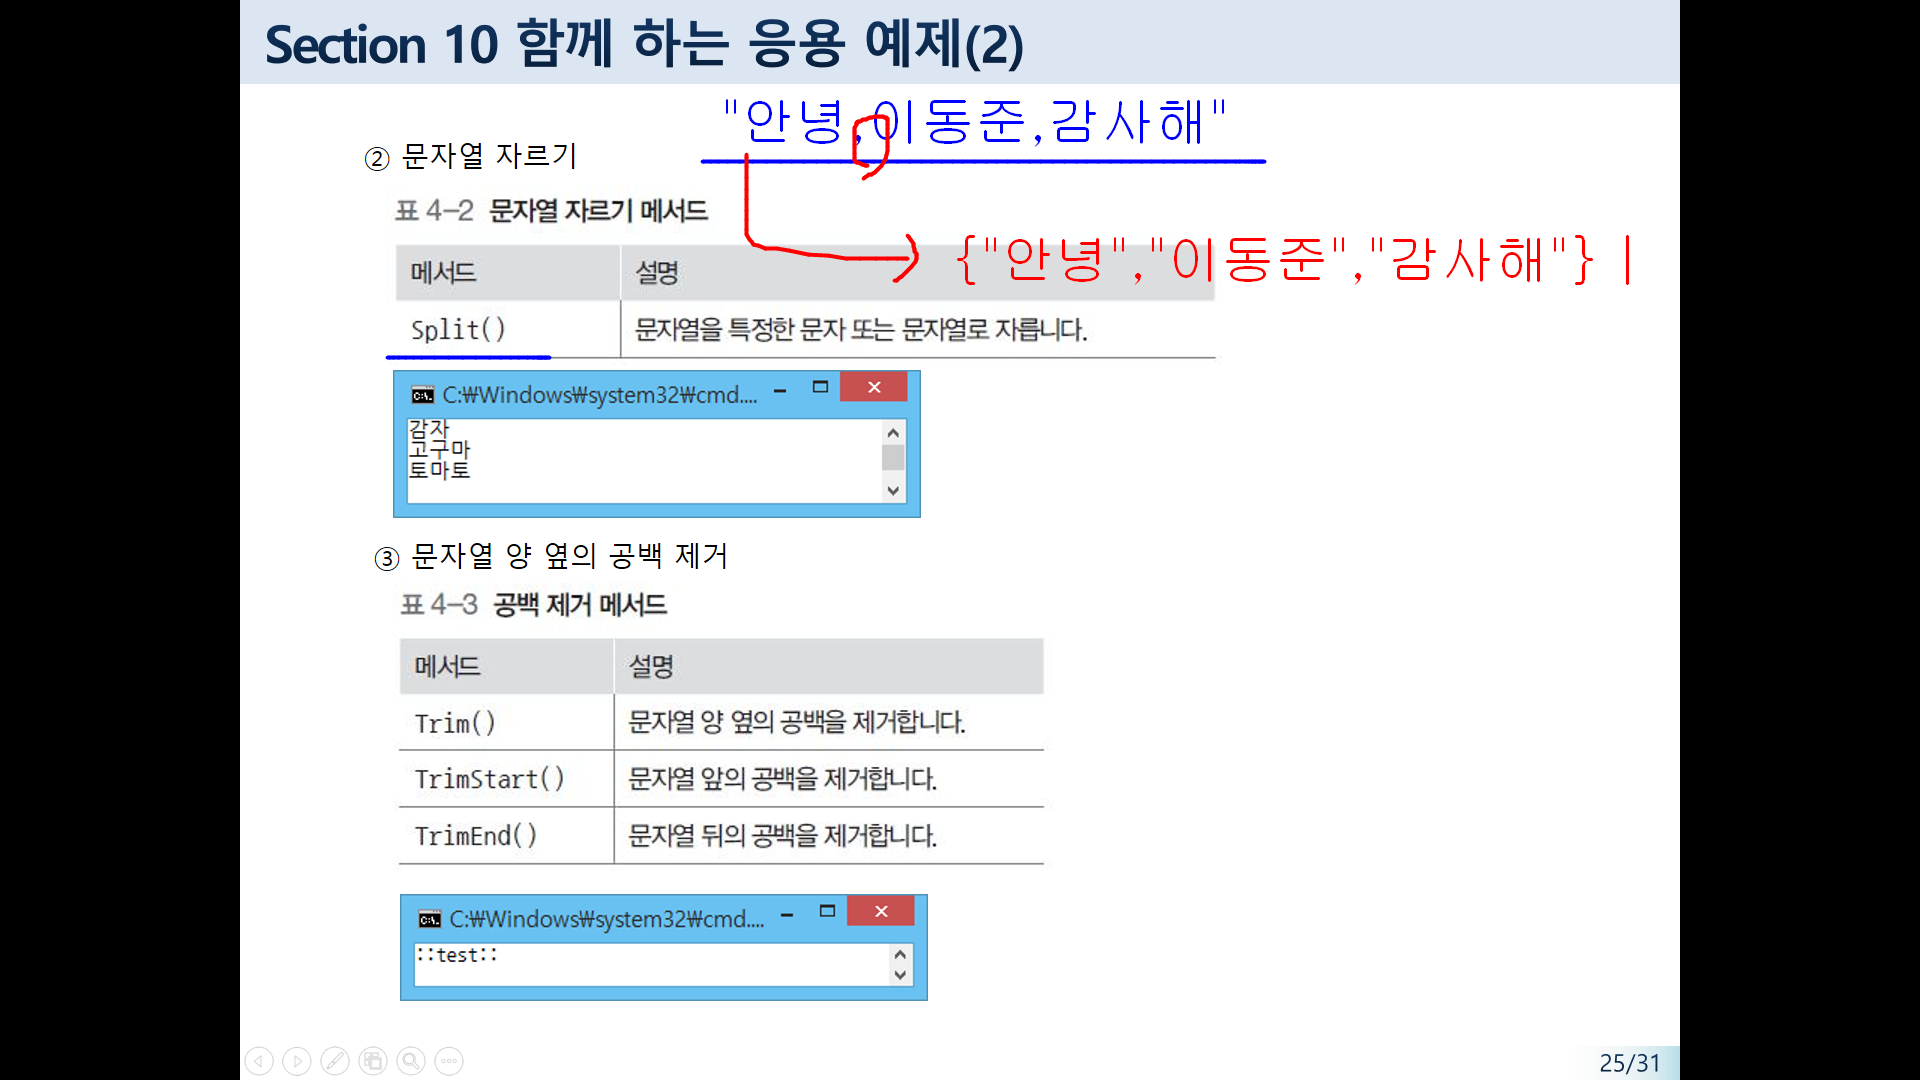 Section 10 함께 하는 응용 예제(2)
"안녕,이동준,감사해"
② 문자열 자르기
표 4-2 문자열 자르기 메서드
{"안녕","이동준","감사해"}
메서드 설명
Split() 문자열을 특정한 문자 또는 문자열로 자릅니다.
C:₩Windows₩system32₩cmd....
감자
고구마
토마토
③ 문자열 양 옆의 공백 제거
표 4-3 공백 제거 메서드
메서드 설명
Trim() 문자열 양 옆의 공백을 제거합니다.
TrimStart() 문자열 앞의 공백을 제거합니다.
TrimEnd() 문자열 뒤의 공백을 제거합니다.
C:₩Windows₩system32₩cmd....
::test::
25/31